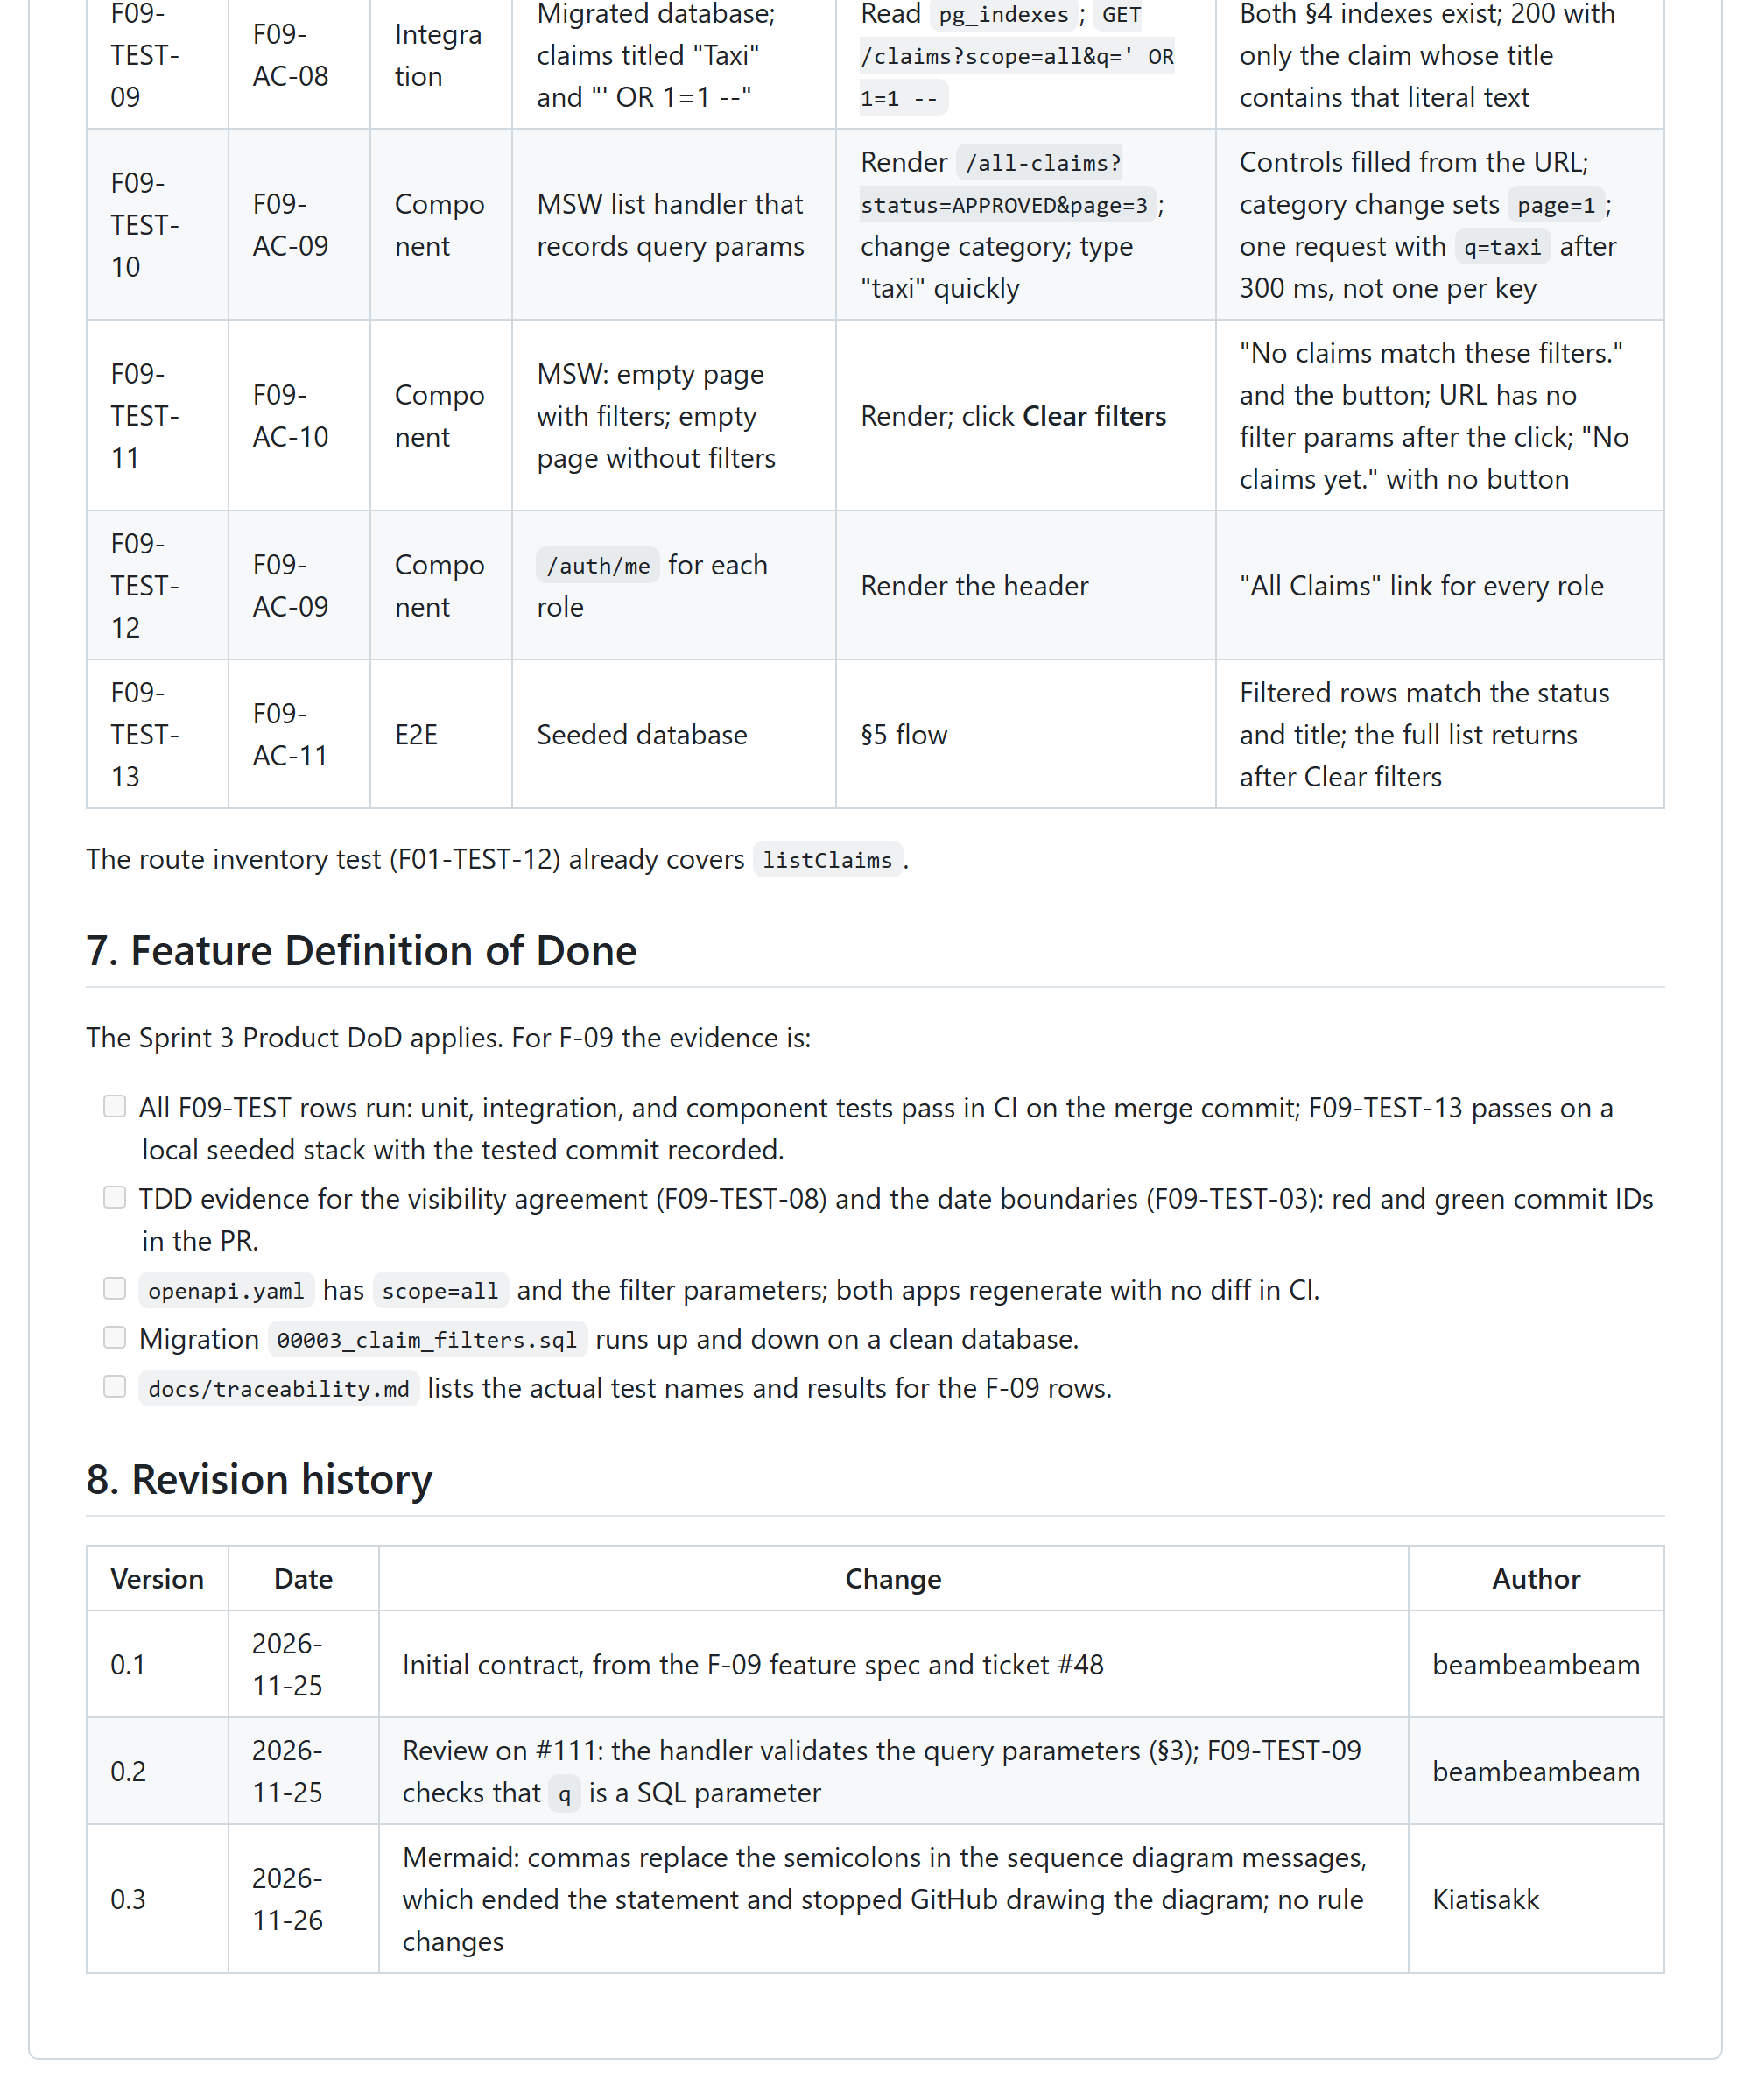 F09-
TEST-
09
F09-
AC-08
Integra
tion
Migrated database;
claims titled "Taxi"
and "' OR 1=1 --"
Read pg_indexes ; GET
/claims?scope=all&q=' OR
1=1 --
Both §4 indexes exist; 200 with
only the claim whose title
contains that literal text
F09-
TEST-
10
F09-
AC-09
Compo
nent
MSW list handler that
records query params
Render /all-claims?
status=APPROVED&page=3 ;
change category; type
"taxi" quickly
Controls filled from the URL;
category change sets page=1 ;
one request with q=taxi after
300 ms, not one per key
F09-
TEST-
11
F09-
AC-10
Compo
nent
MSW: empty page
with filters; empty
page without filters
Render; click Clear filters
"No claims match these filters."
and the button; URL has no
filter params after the click; "No
claims yet." with no button
F09-
TEST-
12
F09-
AC-09
Compo
nent
/auth/me for each
role
Render the header
"All Claims" link for every role
F09-
TEST-
13
F09-
AC-11
E2E
Seeded database
§5 flow
Filtered rows match the status
and title; the full list returns
after Clear filters
The route inventory test (F01-TEST-12) already covers listClaims .
7. Feature Definition of Done
The Sprint 3 Product DoD applies. For F-09 the evidence is:
All F09-TEST rows run: unit, integration, and component tests pass in CI on the merge commit; F09-TEST-13 passes on a
local seeded stack with the tested commit recorded.
TDD evidence for the visibility agreement (F09-TEST-08) and the date boundaries (F09-TEST-03): red and green commit IDs
in the PR.
openapi.yaml has scope=all and the filter parameters; both apps regenerate with no diff in CI.
Migration 00003_claim_filters.sql runs up and down on a clean database.
docs/traceability.md lists the actual test names and results for the F-09 rows.
8. Revision history
Version Date Change Author
0.1
2026-
11-25
Initial contract, from the F-09 feature spec and ticket #48
beambeambeam
0.2
2026-
11-25
Review on #111: the handler validates the query parameters (§3); F09-TEST-09
checks that q is a SQL parameter
beambeambeam
0.3
2026-
11-26
Mermaid: commas replace the semicolons in the sequence diagram messages,
which ended the statement and stopped GitHub drawing the diagram; no rule
changes
Kiatisakk